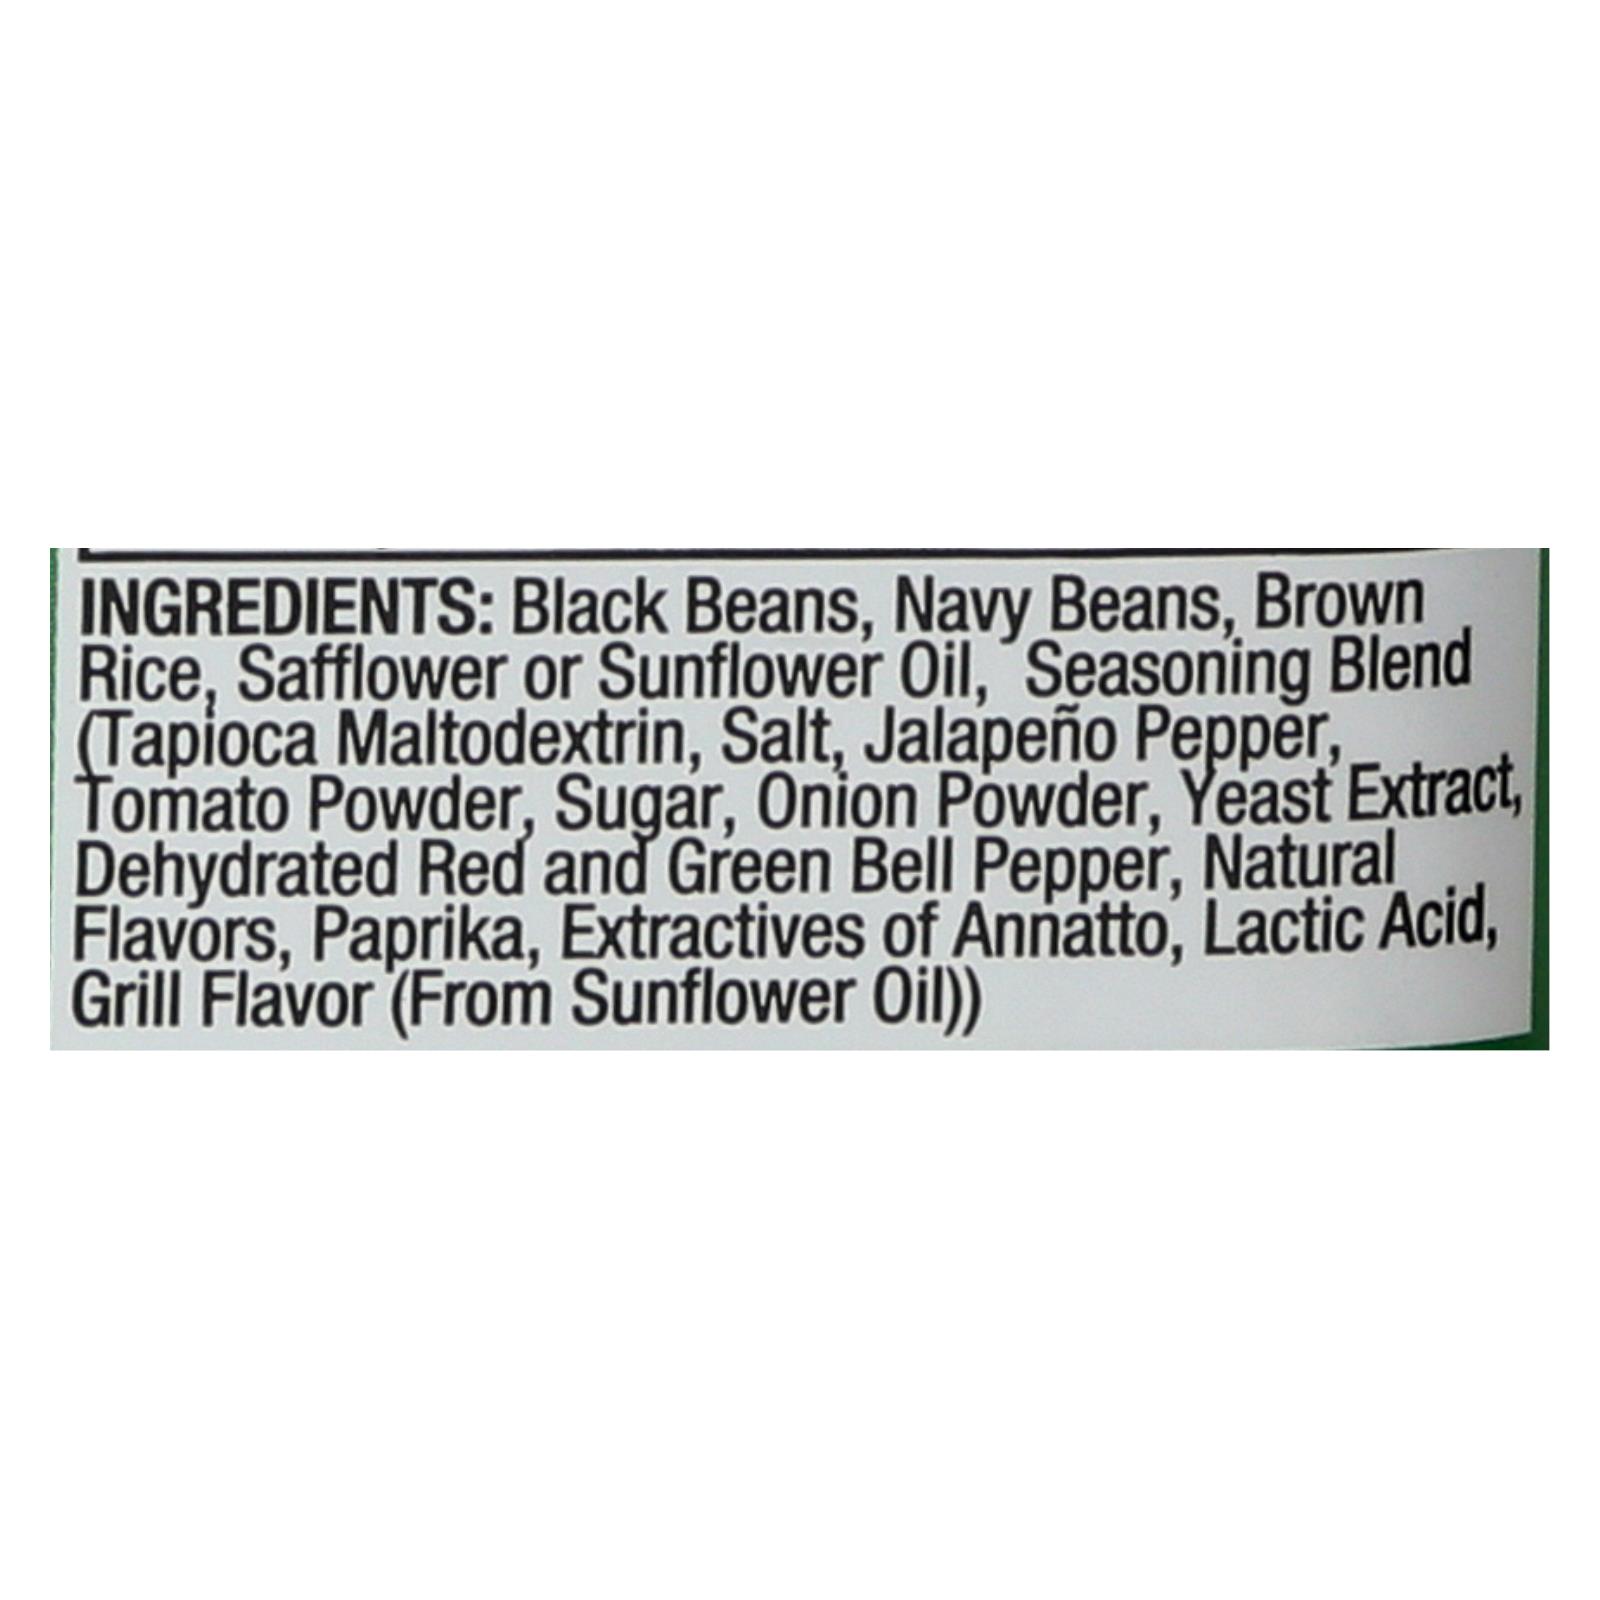 INGREDIENTS: Black Beans, Navy Beans, Brown
Rice, Safflower or Sunflower Oil, Seasoning Blend
(Tapioca Maltodextrin, Salt, Jalapeño Pepper,
Tomato Powder, Sugar, Onion Powder, Yeast Extract,
Dehydrated Red and Green Bell Pepper, Natural
Flavors, Paprika, Extractives of Annatto, Lactic Acid,
Grill Flavor (From Sunflower Oil))